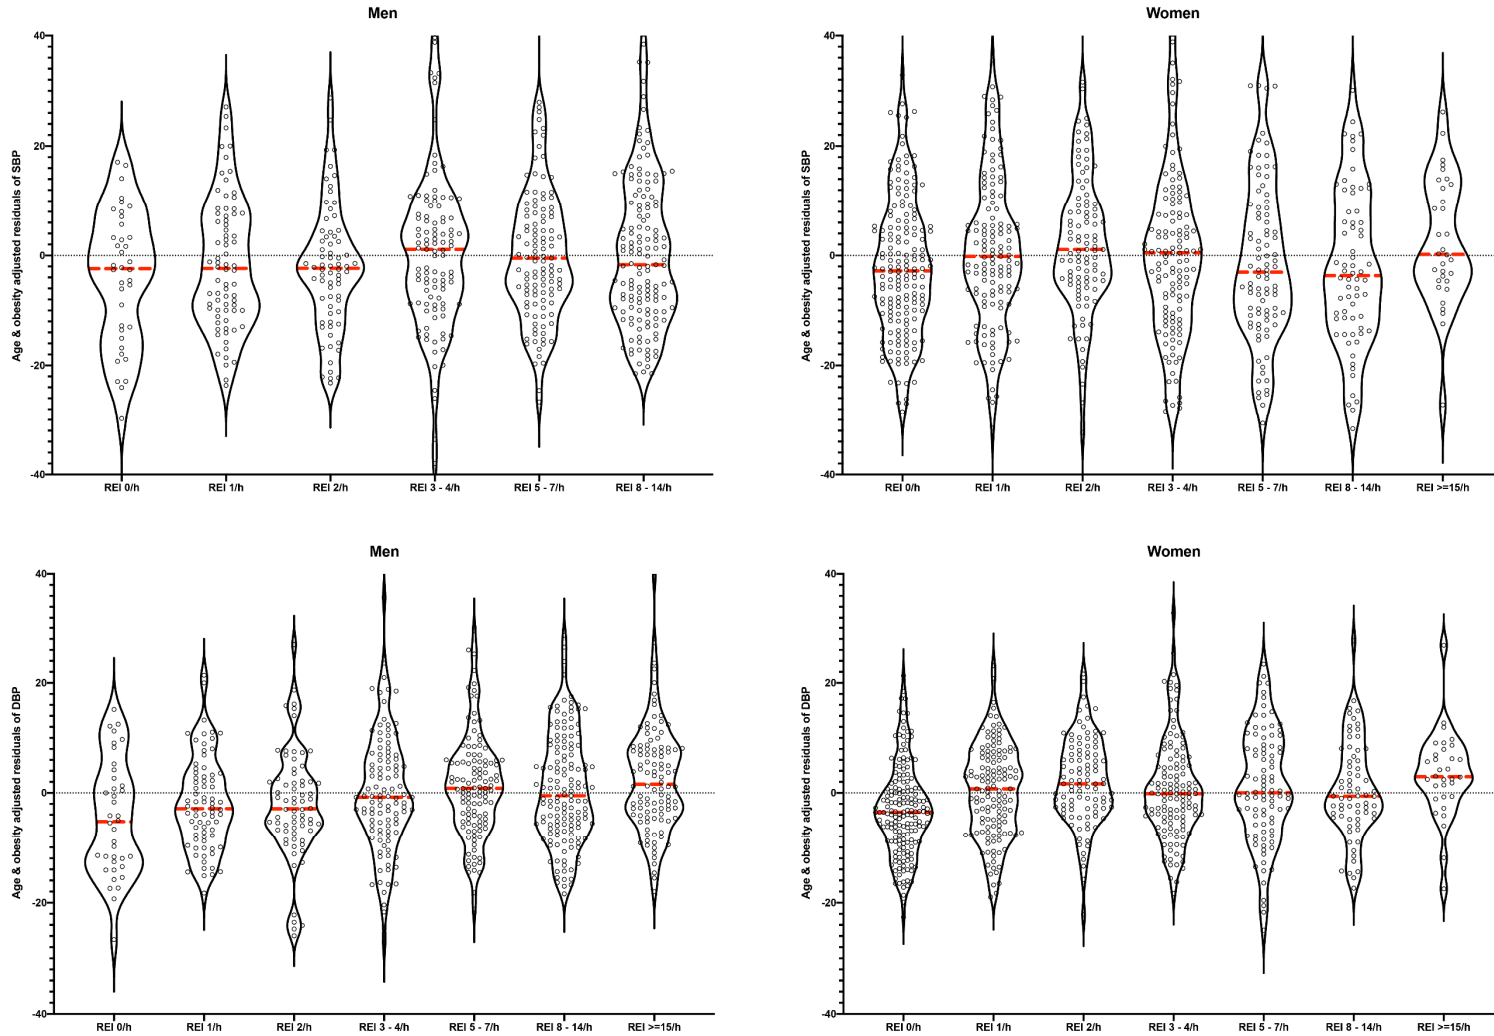 Men
Age & obesity adjusted residuals of SBP
40
20
0
-20
-40
REI 0/h REI 1/h REI 2/h REI 3 - 4/h REI 5 - 7/h REI 8 - 14/h
Women
Age & obesity adjusted residuals of SBP
40
20
0
-20
-40
REI 0/h REI 1/h REI 2/h REI 3 - 4/h REI 5 - 7/h REI 8 - 14/h REI >=15/h
Men
Age & obesity adjusted residuals of DBP
40
20
0
-20
-40
REI 0/h REI 1/h REI 2/h REI 3 - 4/h REI 5 - 7/h REI 8 - 14/h REI >=15/h
Women
Age & obesity adjusted residuals of DBP
40
20
0
-20
-40
REI 0/h REI 1/h REI 2/h REI 3 - 4/h REI 5 - 7/h REI 8 - 14/h REI >=15/h